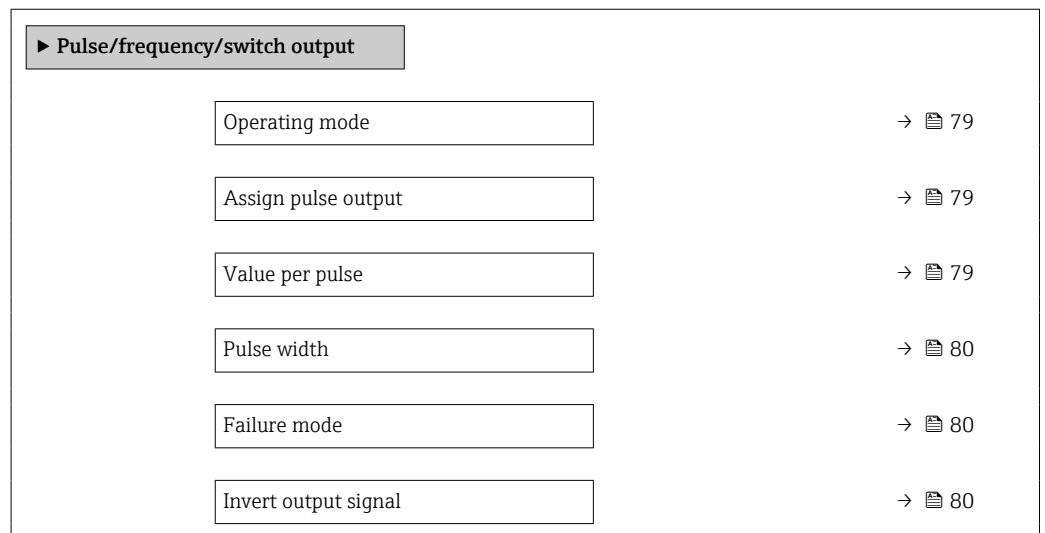 ▶ Pulse/frequency/switch output
Operating mode → 79
Assign pulse output → 79
Value per pulse → 79
Pulse width → 80
Failure mode → 80
Invert output signal → 80